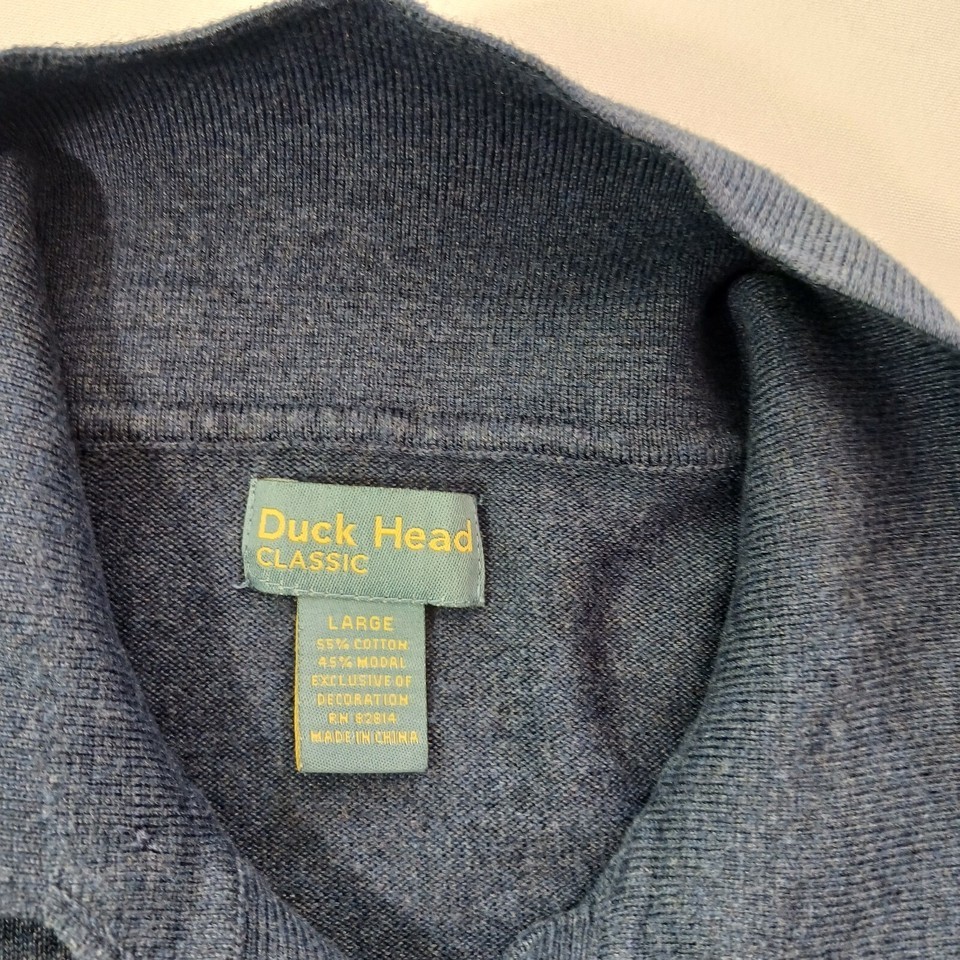 Duck Head
CLASSIC
LARGE
55% COTTON
45% MODAL
EXCLUSIVE OF
DECORATION
RN 82814
MADE IN CHINA